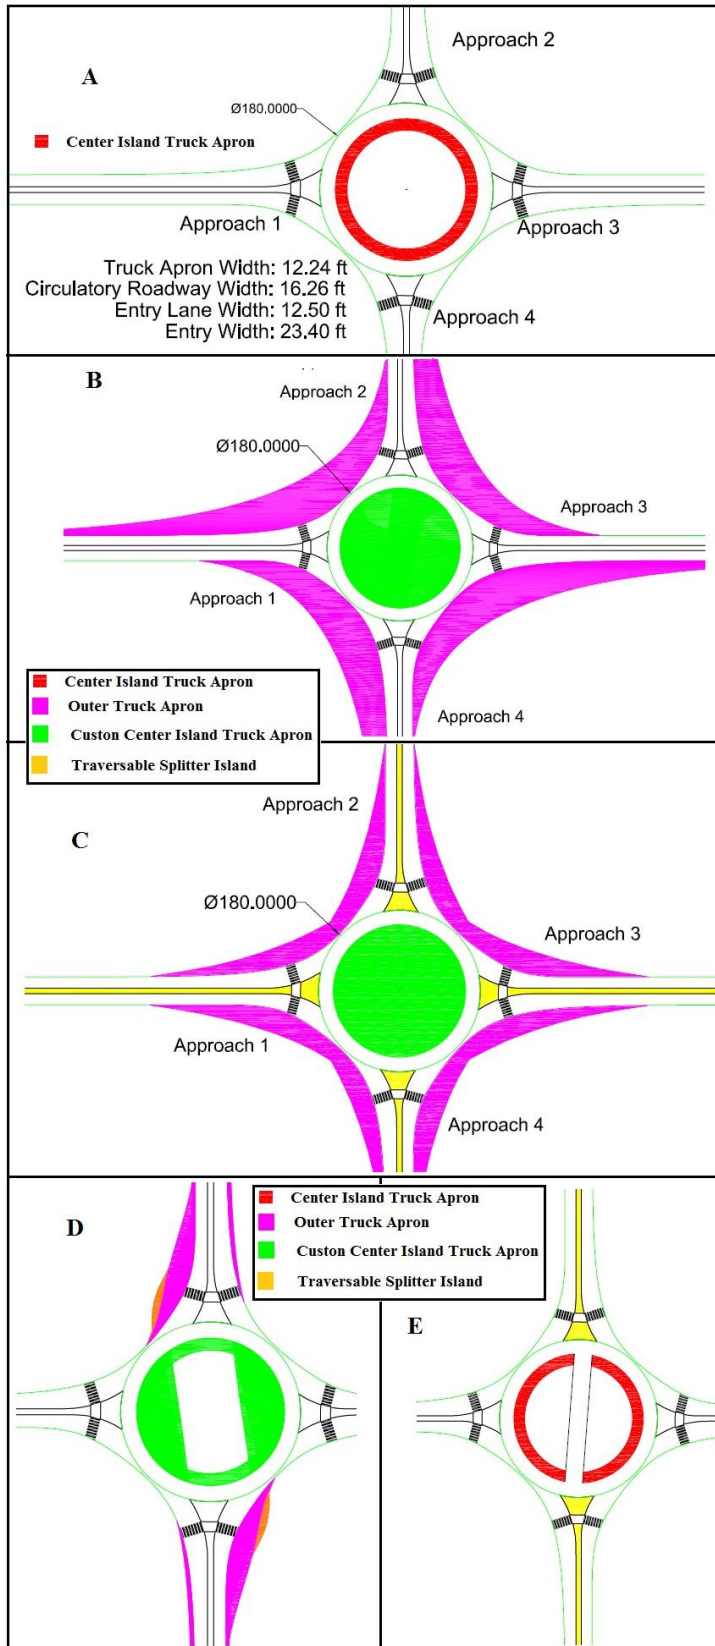 A
Approach 2
Ø180.0000
Center Island Truck Apron
Approach 1
Approach 3
Truck Apron Width: 12.24 ft
Circulatory Roadway Width: 16.26 ft
Entry Lane Width: 12.50 ft
Entry Width: 23.40 ft
Approach 4
B
Approach 2
Ø180.0000
Approach 3
Approach 1
Center Island Truck Apron
Outer Truck Apron
Custon Center Island Truck Apron
Traversable Splitter Island
Approach 4
C
Approach 2
Ø180.0000
Approach 3
Approach 1
Approach 4
D
Center Island Truck Apron
Outer Truck Apron
Custon Center Island Truck Apron
Traversable Splitter Island
E